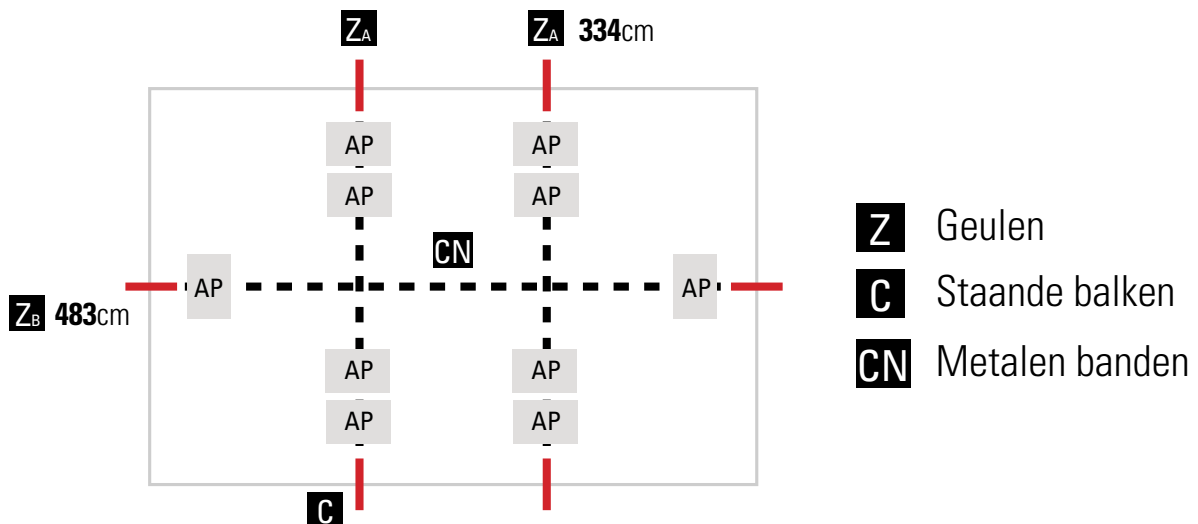 ZA ZA 334cm
AP AP
AP AP
Z Geulen
CN
AP AP
C Staande balken
ZB 483cm
CN Metalen banden
AP AP
AP AP
C